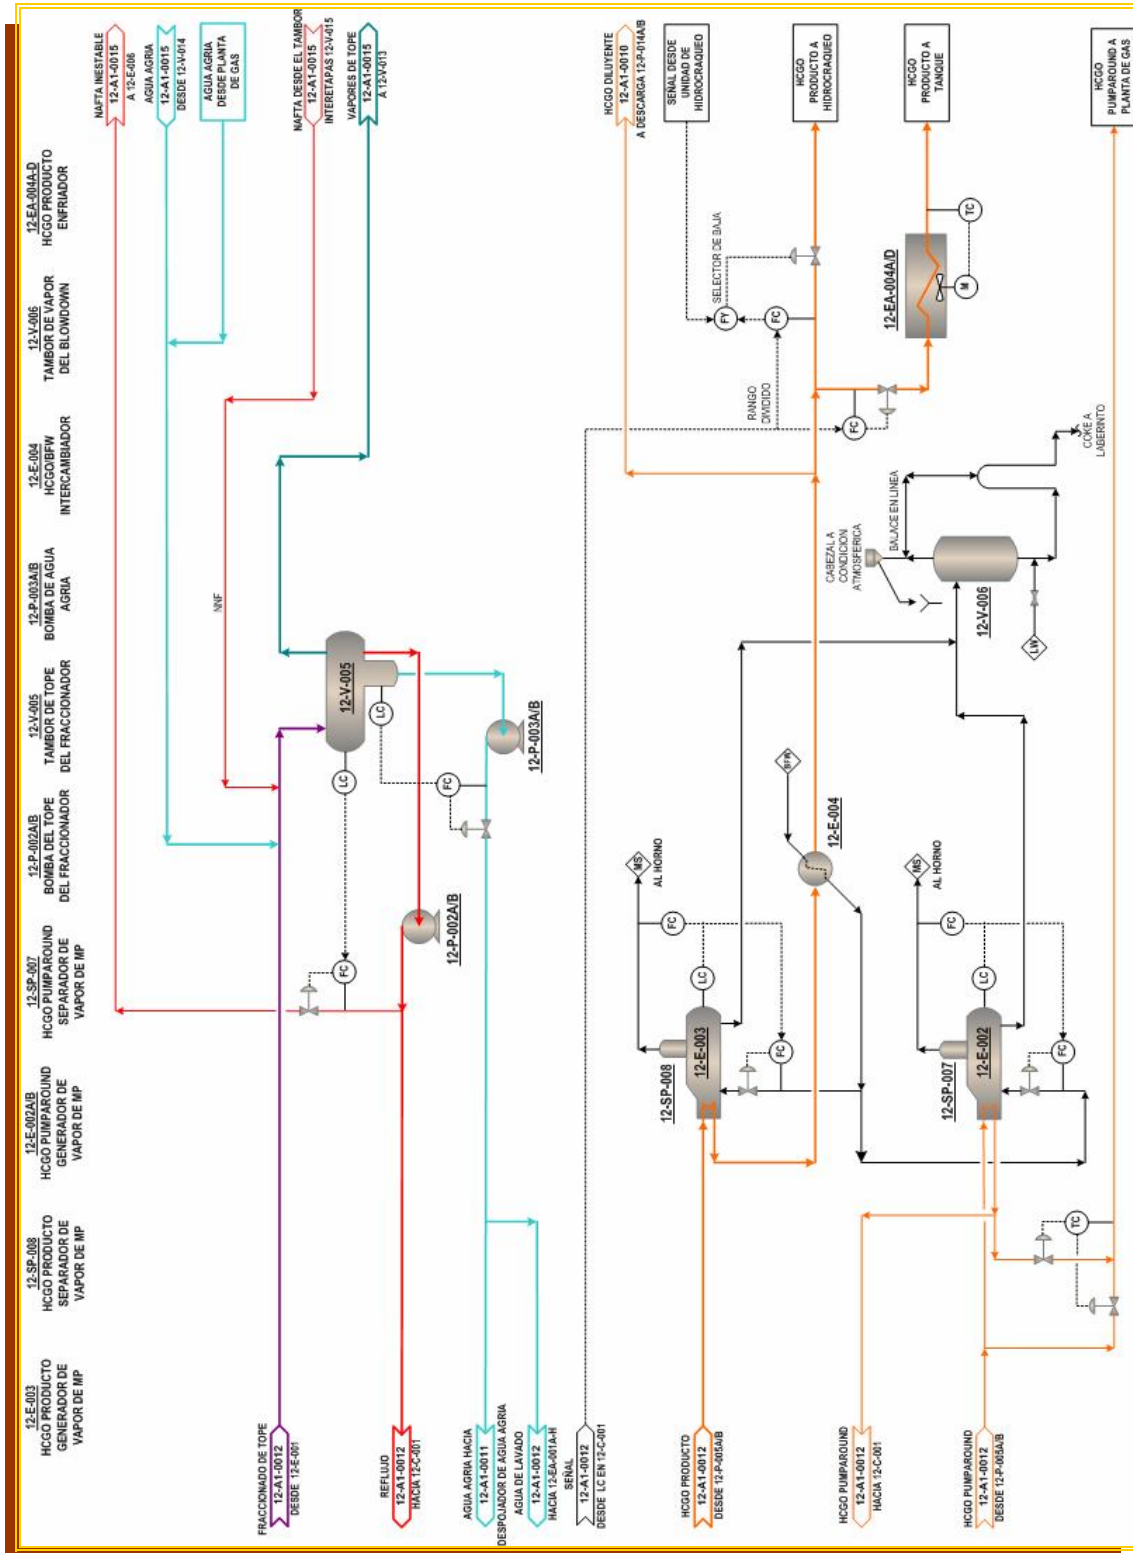 12-E-003
HCGO PRODUCTO
GENERADOR DE
VAPOR DE MP
12-SP-008
HCGO PRODUCTO
SEPARADOR DE
VAPOR DE MP
12-E-002A/B
HCGO PUMPAROUND
GENERADOR DE
VAPOR DE MP
12-SP-007
HCGO PUMPAROUND
SEPARADOR DE
VAPOR DE MP
12-P-002A/B
BOMBA DEL TOPE
DEL FRACCIONADOR
12-V-005
TAMBOR DE TOPE
DEL FRACCIONADOR
12-P-003A/B
BOMBA DE AGUA
AGRIA
12-E-004
HCGO/BFW
INTERCAMBIADOR
12-V-006
TAMBOR DE VAPOR
DEL BLOWDOWN
12-EA-004A-D
HCGO PRODUCTO
ENFRIADOR
NAFTA INESTABLE
12-A1-0015
A 12-E-006
AGUA AGRIA
12-A1-0015
DESDE 12-V-014
AGUA AGRIA
DESDE PLANTA
DE GAS
NAFTA DESDE EL TAMBOR
12-A1-0015
INTERETAPAS 12-V-015
VAPORES DE TOPE
12-A1-0015
A 12-V-013
NNF
FRACCIONADO DE TOPE
12-A1-0012
DESDE 12-E-001
12-V-005
LC
LC
FC
FC
12-P-002A/B
12-P-003A/B
REFLUJO
12-A1-0012
HACIA 12-C-001
AGUA AGRIA HACIA
12-A1-0011
DESPOJADOR DE AGUA AGRIA
AGUA DE LAVADO
12-A1-0012
HACIA 12-EA-001A-H
SEÑAL
12-A1-0012
DESDE LC EN 12-C-001
HCGO DILUYENTE
12-A1-0010
A DESCARGA 12-P-014A/B
SEÑAL DESDE
UNIDAD DE
HIDROCRAQUEO
HCGO
PRODUCTO A
HIDROCRAQUEO
HCGO
PRODUCTO A
TANQUE
HCGO
PUMPAROUND A
PLANTA DE GAS
SELECTOR DE BAJA
FY
FC
RANGO
DIVIDIDO
FC
12-EA-004A/D
M
TC
CABEZAL A
CONDICION
ATMOSFERICA
BALACE EN LINEA
COKE A
LABERINTO
12-V-006
LW
BFW
12-E-004
MS
AL HORNO
FC
LC
FC
12-SP-008
12-E-003
MS
AL HORNO
FC
LC
FC
12-SP-007
12-E-002
TC
HCGO PRODUCTO
12-A1-0012
DESDE 12-P-005A/B
HCGO PUMPAROUND
12-A1-0012
HACIA 12-C-001
HCGO PUMPAROUND
12-A1-0012
DESDE 12-P-005A/B